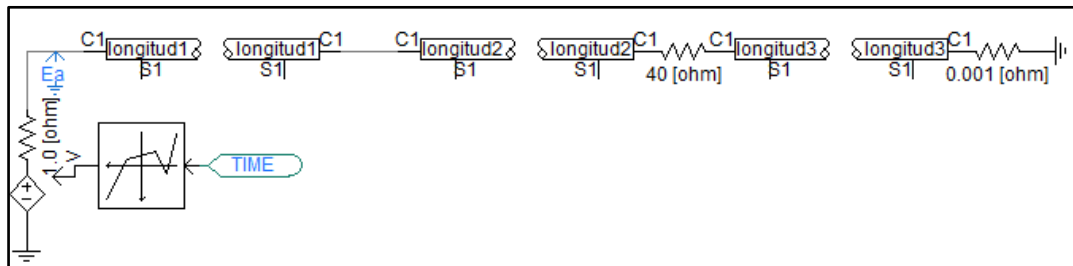 C1 longitud1 longitud1 C1 C1 longitud2 longitud2 C1 C1 longitud3 longitud3 C1
S1 S1 S1 S1 40 [ohm] S1 S1 0.001 [ohm]
Ea
1.0 [ohm]
V
TIME
+
-